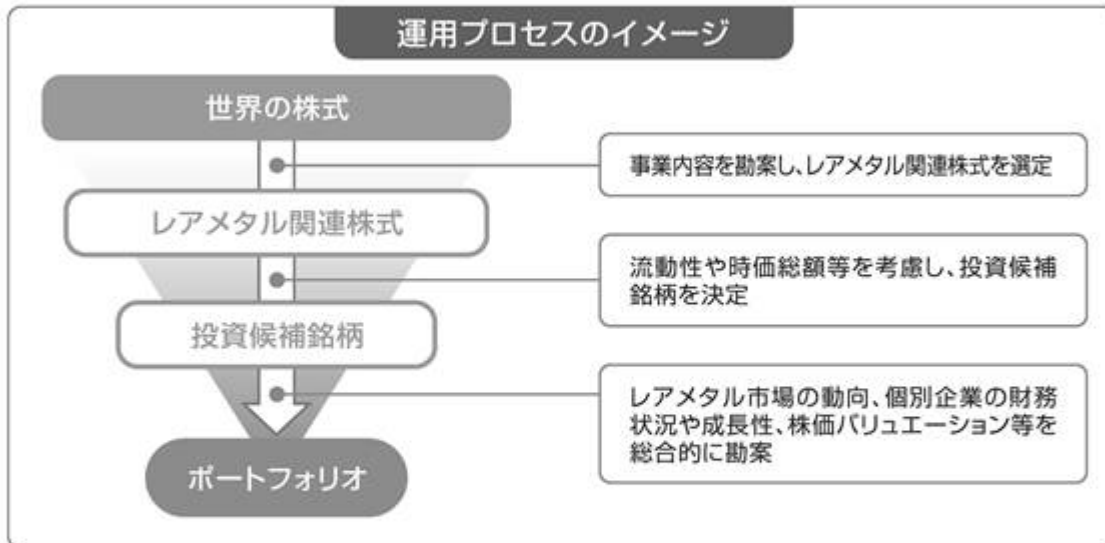 運用プロセスのイメージ
世界の株式
事業内容を勘案し、レアメタル関連株式を選定
レアメタル関連株式
流動性や時価総額等を考慮し、投資候補
銘柄を決定
投資候補銘柄
レアメタル市場の動向、個別企業の財務
状況や成長性、株価バリュエーション等を
総合的に勘案
ポートフォリオ